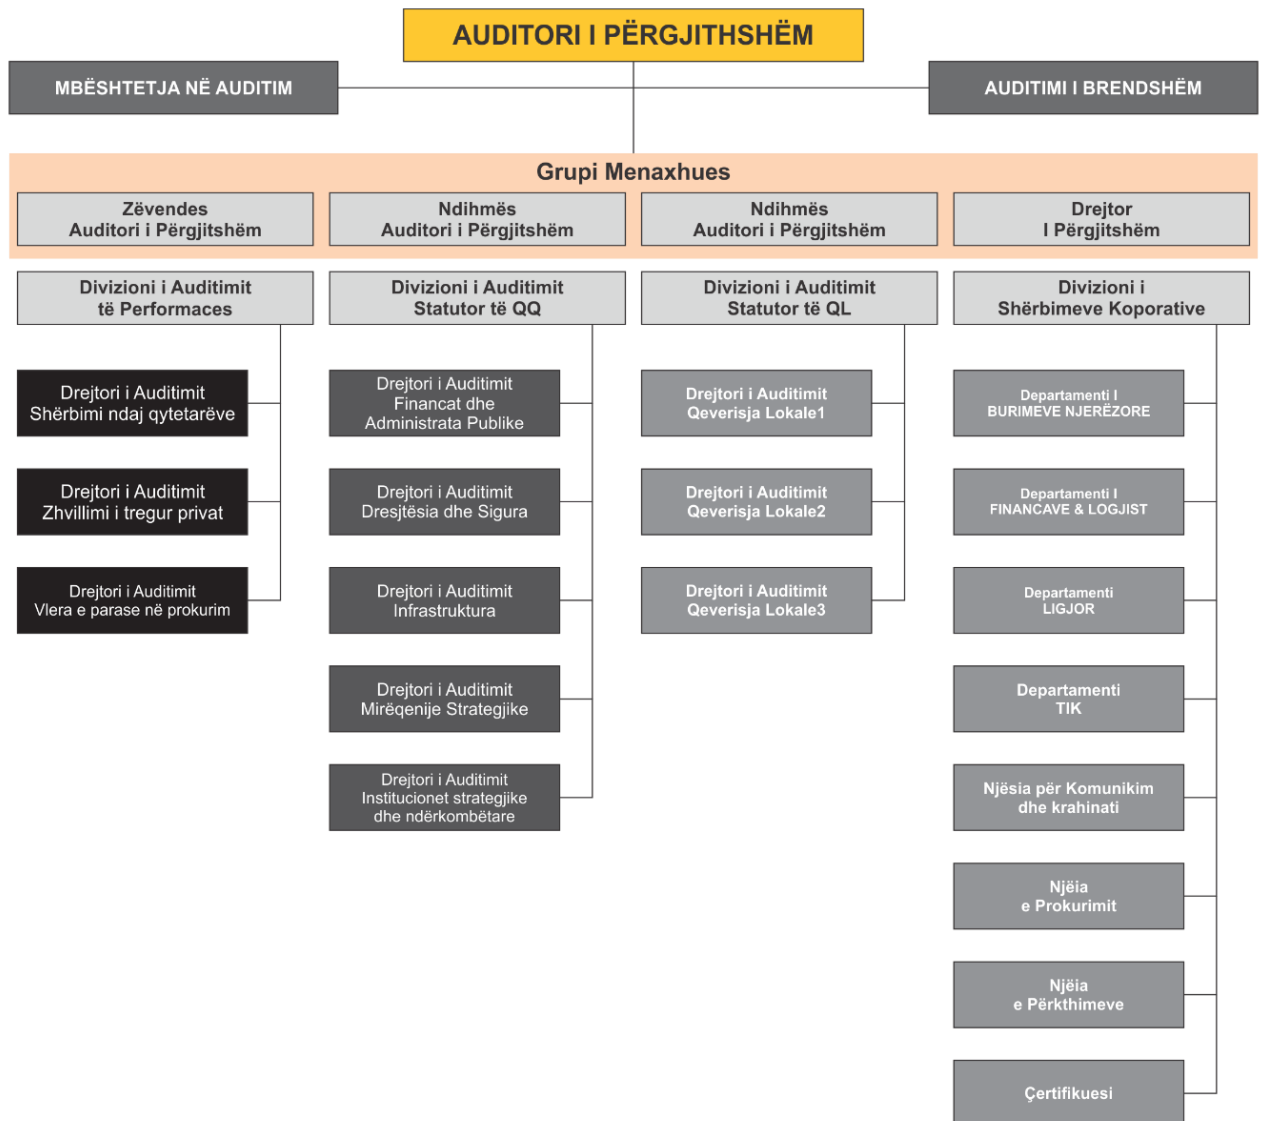 AUDITORI I PËRGJITHSHËM
MBËSHTETJA NË AUDITIM
AUDITIMI I BRENDSHËM
Grupi Menaxhues
Zëvendes
Auditori i Përgjitshëm
Ndihmës
Auditori i Përgjitshëm
Ndihmës
Auditori i Përgjitshëm
Drejtor
I Përgjitshëm
Divizioni i Auditimit
të Performaces
Divizioni i Auditimit
Statutor të QQ
Divizioni i Auditimit
Statutor të QL
Divizioni i
Shërbimeve Koporative
Drejtori i Auditimit
Shërbimi ndaj qytetarëve
Drejtori i Auditimit
Zhvillimi i tregur privat
Drejtori i Auditimit
Vlera e parase në prokurim
Drejtori i Auditimit
Financat dhe
Administrata Publike
Drejtori i Auditimit
Dresjtësia dhe Sigura
Drejtori i Auditimit
Infrastruktura
Drejtori i Auditimit
Mirëqenije Strategjike
Drejtori i Auditimit
Institucionet strategjike
dhe ndërkombëtare
Drejtori i Auditimit
Qeverisja Lokale1
Drejtori i Auditimit
Qeverisja Lokale2
Drejtori i Auditimit
Qeverisja Lokale3
Departamenti I
BURIMEVE NJERËZORE
Departamenti I
FINANCAVE & LOGJIST
Departamenti
LIGJOR
Departamenti
TIK
Njësia për Komunikim
dhe krahinati
Njëia
e Prokurimit
Njëia
e Përkthimeve
Çertifikuesi